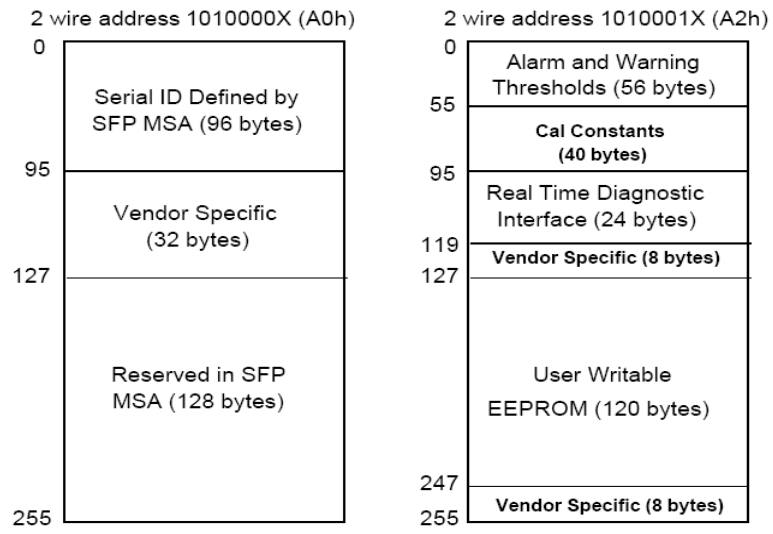 2 wire address 1010000X (A0h)
0
Serial ID Defined by
SFP MSA (96 bytes)
95
Vendor Specific
(32 bytes)
127
Reserved in SFP
MSA (128 bytes)
255
2 wire address 1010001X (A2h)
0
Alarm and Warning
Thresholds (56 bytes)
55
Cal Constants
(40 bytes)
95
Real Time Diagnostic
Interface (24 bytes)
119
Vendor Specific (8 bytes)
127
User Writable
EEPROM (120 bytes)
247
Vendor Specific (8 bytes)
255